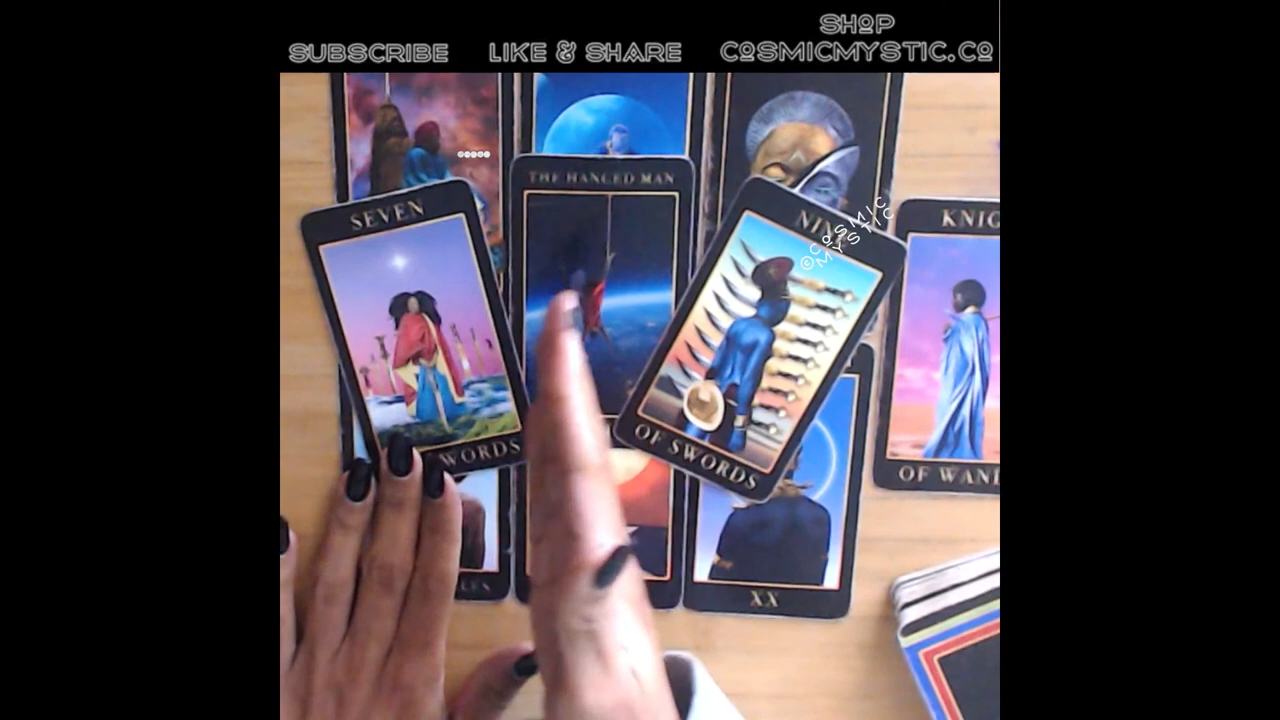 SHOP
SUBSCRIBE LIKE & SHARE COSMICMYSTIC.CO
THE HANGED MAN
SEVEN
WORDS
NINE
OF SWORDS
©COSMIC
MYSTIC
KNIG
OF WAND
XX